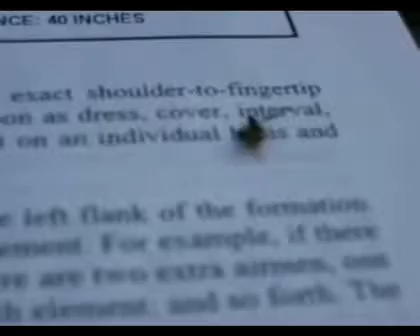 NCE: 40 INCHES
exact shoulder-to-fingertip
on as dress, cover, interval,
on an individual and
left flank of the formation
ement. For example, if there
re are two extra airmen, one
element, and so forth. The